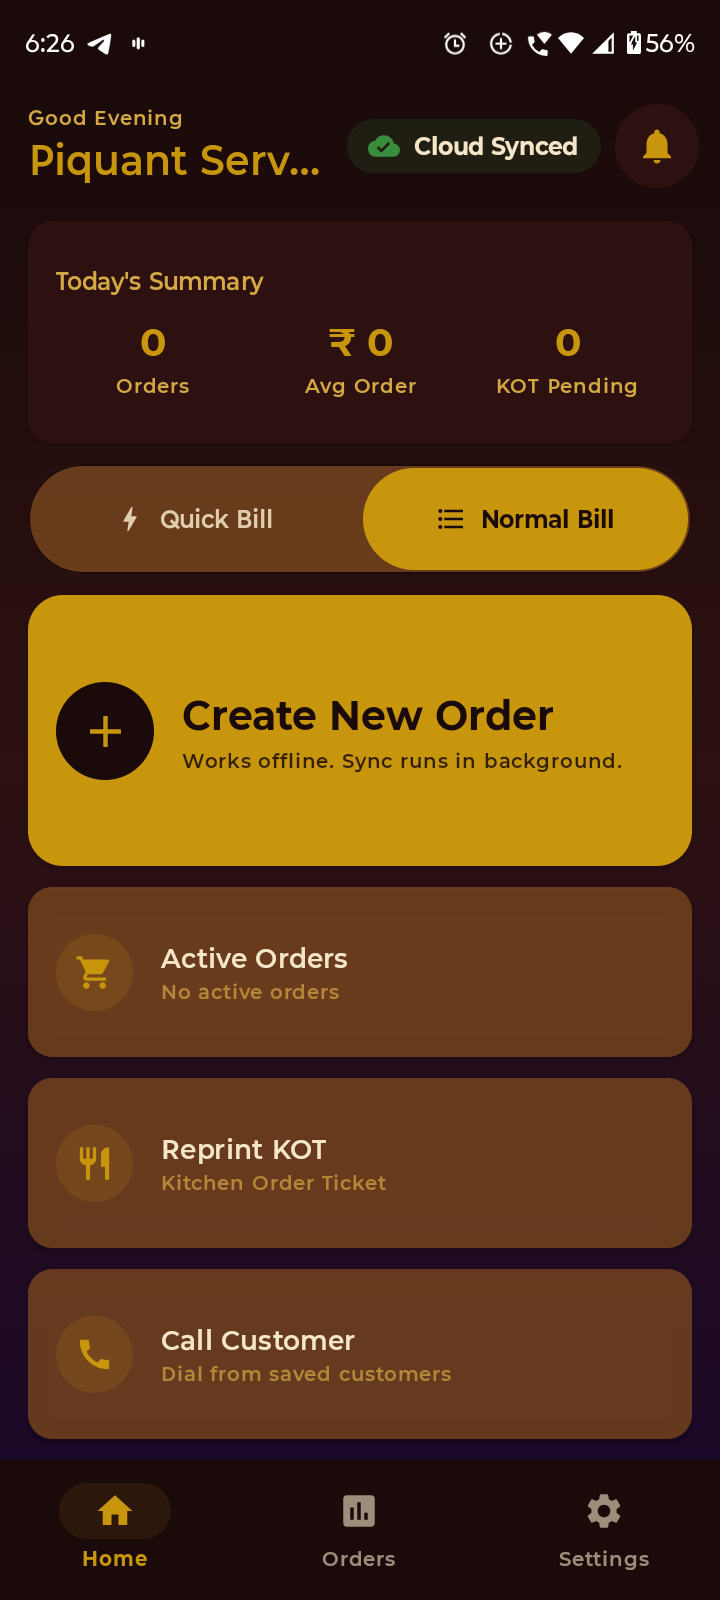 6:26
56%
Good Evening
Piquant Serv...
Cloud Synced
Today's Summary
0
₹ 0
0
Orders
Avg Order
KOT Pending
Quick Bill
Normal Bill
Create New Order
Works offline. Sync runs in background.
Active Orders
No active orders
Reprint KOT
Kitchen Order Ticket
Call Customer
Dial from saved customers
Home
Orders
Settings